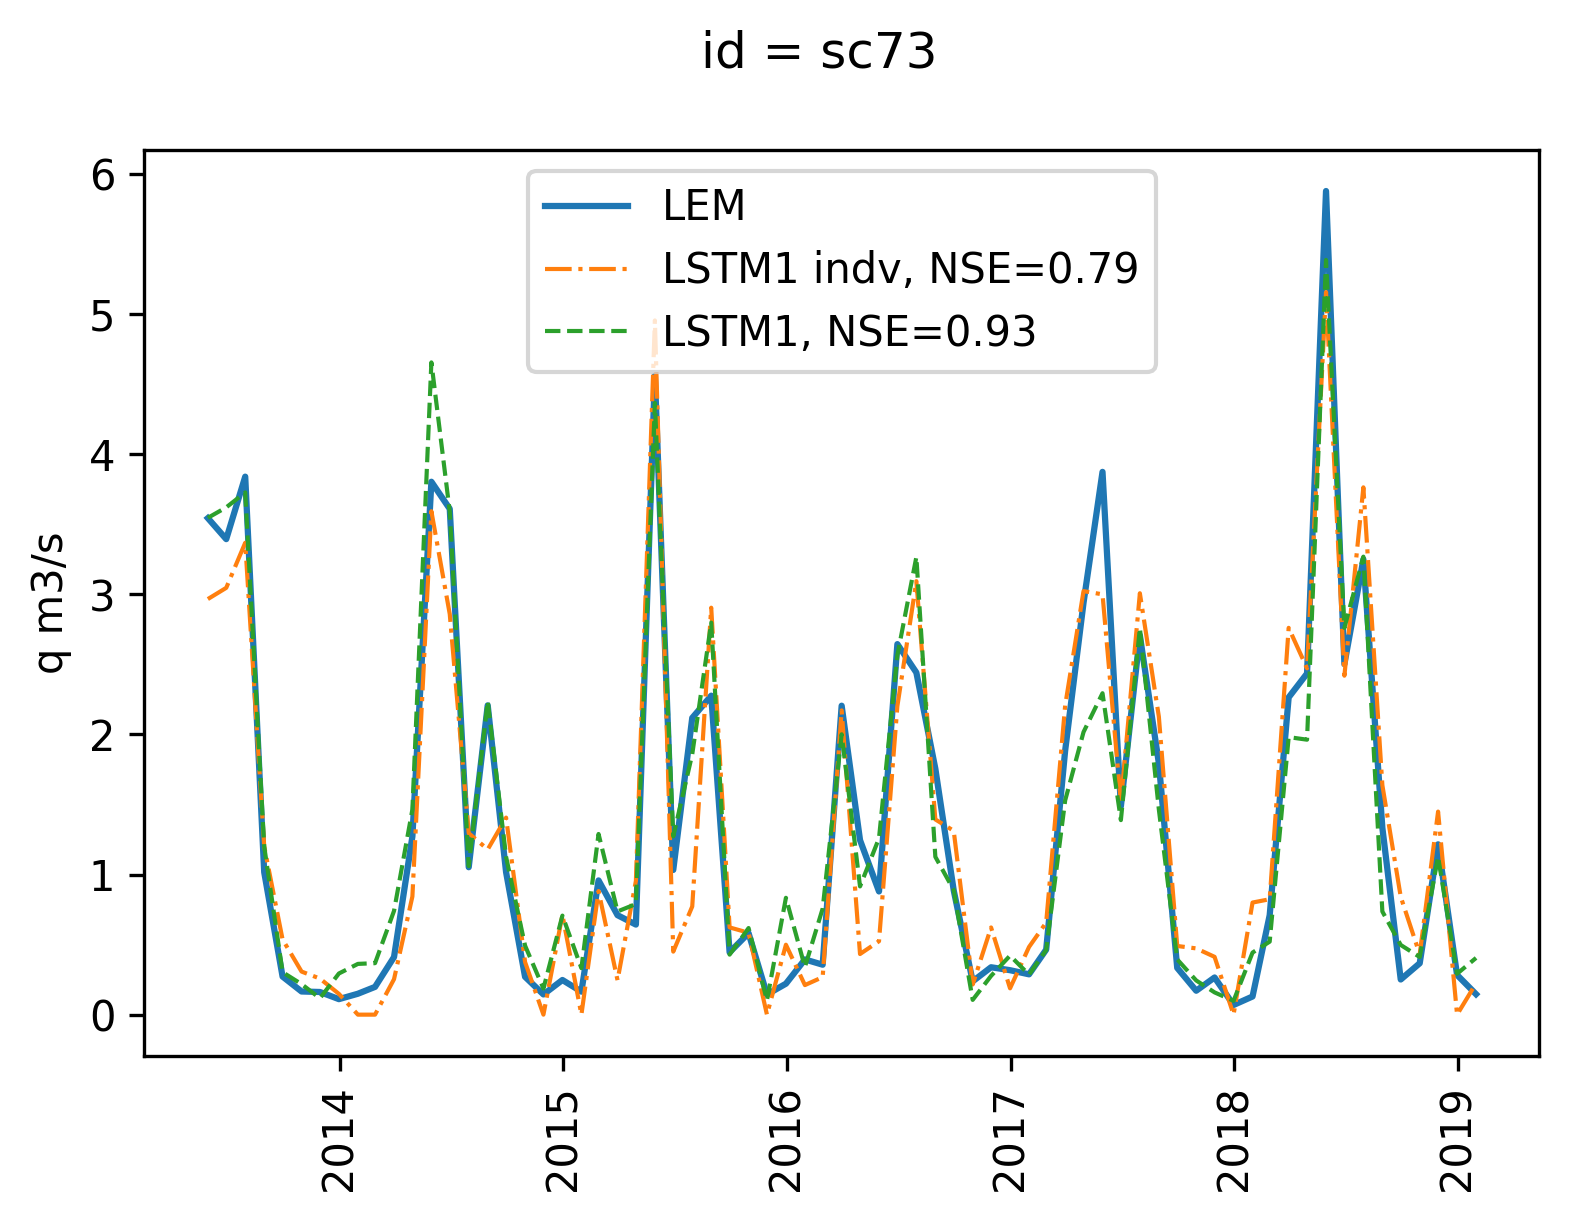 id = sc73
6
5
4
3
2
1
0
q m3/s
LEM
LSTM1 indv, NSE=0.79
LSTM1, NSE=0.93
2014
2015
2016
2017
2018
2019